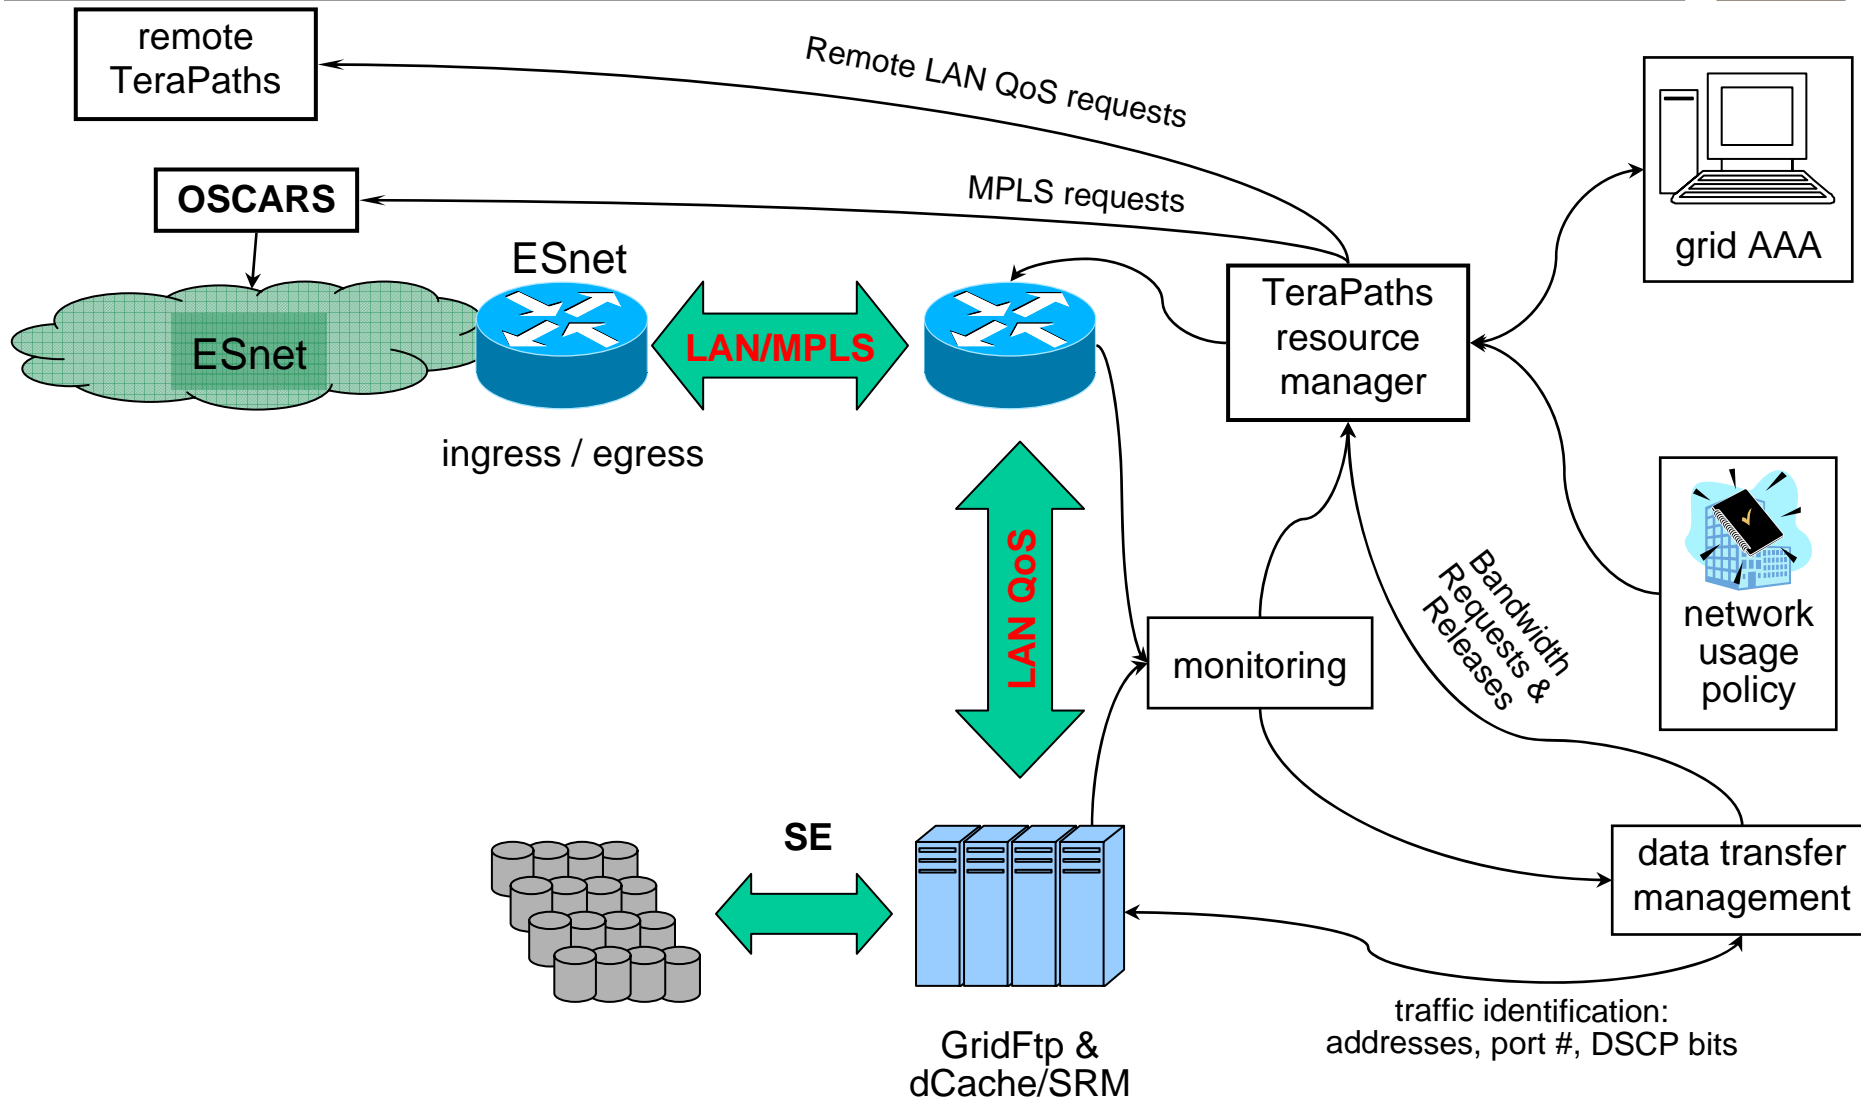 remote
TeraPaths
Remote LAN QoS requests
OSCARS
MPLS requests
grid AAA
ESnet
ESnet
LAN/MPLS
TeraPaths
resource
manager
ingress / egress
LAN QoS
Bandwidth
Requests &
Releases
network
usage
policy
monitoring
SE
data transfer
management
GridFtp &
dCache/SRM
traffic identification:
addresses, port #, DSCP bits